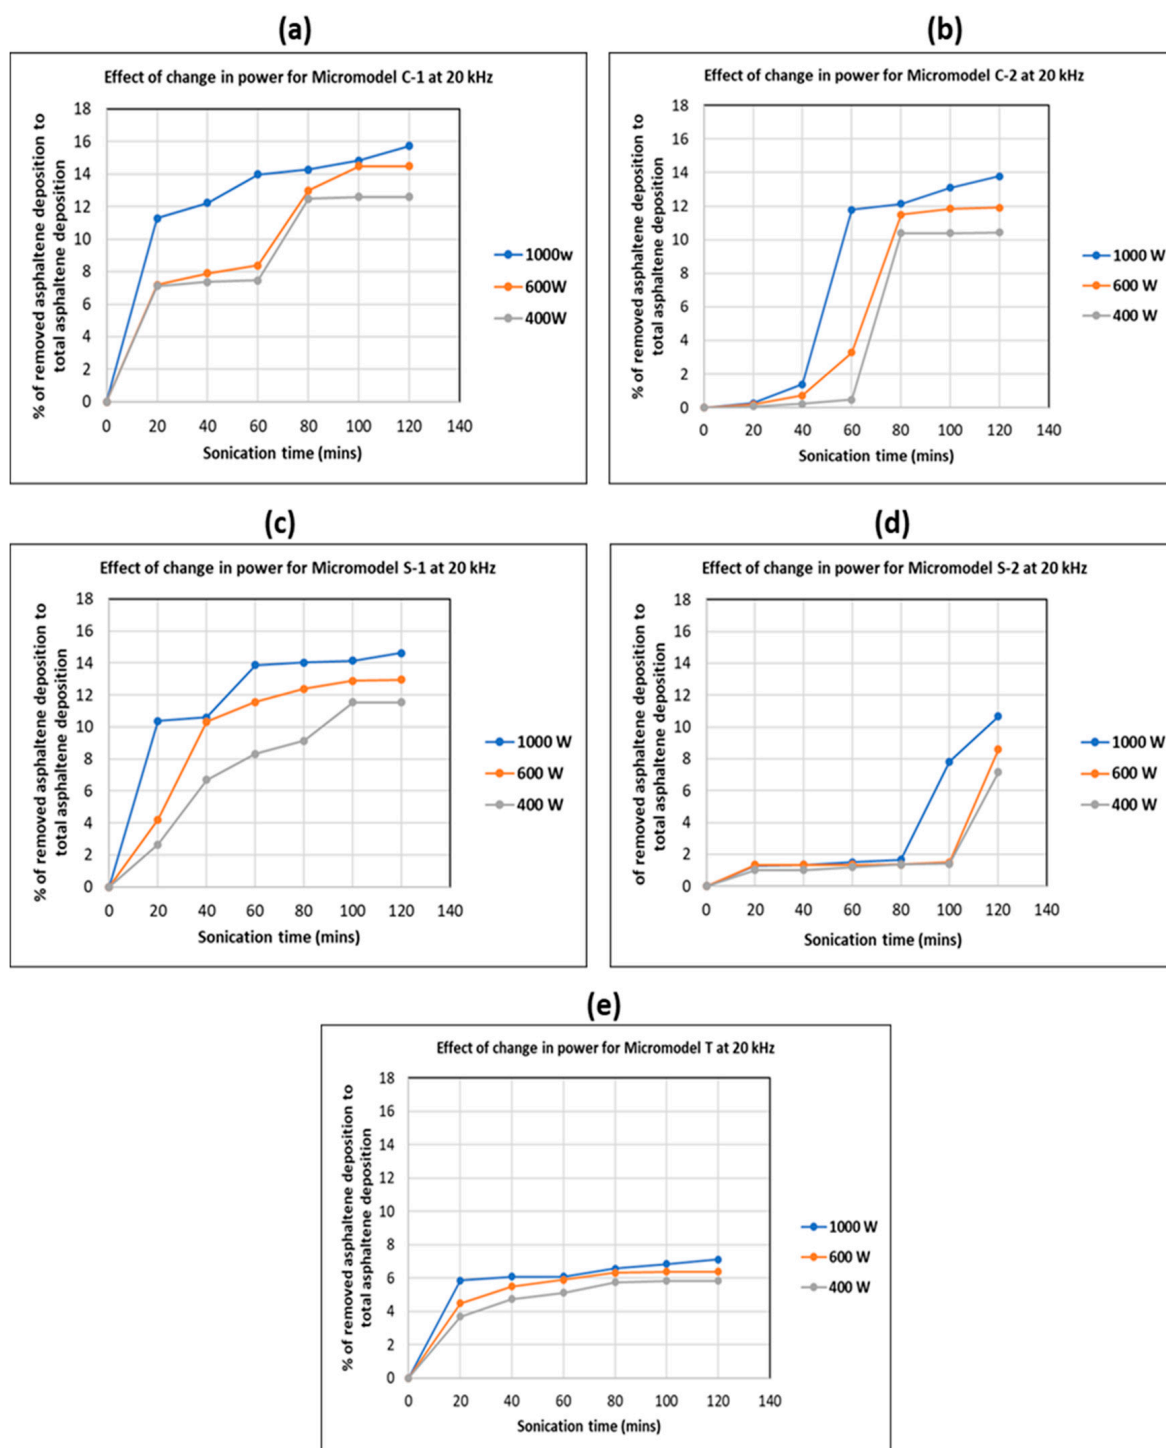 (a)
Effect of change in power for Micromodel C-1 at 20 kHz
% of removed asphaltene deposition to
total asphaltene deposition
18
16
14
12
10
8
6
4
2
0
0 20 40 60 80 100 120 140
Sonication time (mins)
1000w
600W
400W
(b)
Effect of change in power for Micromodel C-2 at 20 kHz
% of removed asphaltene deposition to
total asphaltene deposition
18
16
14
12
10
8
6
4
2
0
0 20 40 60 80 100 120 140
Sonication time (mins)
1000 W
600 W
400 W
(c)
Effect of change in power for Micromodel S-1 at 20 kHz
% of removed asphaltene deposition to
total asphaltene deposition
18
16
14
12
10
8
6
4
2
0
0 20 40 60 80 100 120 140
Sonication time (mins)
1000 W
600 W
400 W
(d)
Effect of change in power for Micromodel S-2 at 20 kHz
of removed asphaltene deposition to
total asphaltene deposition
18
16
14
12
10
8
6
4
2
0
0 20 40 60 80 100 120 140
Sonication time (mins)
1000 W
600 W
400 W
(e)
Effect of change in power for Micromodel T at 20 kHz
% of removed asphaltene deposition to
total asphaltene deposition
18
16
14
12
10
8
6
4
2
0
0 20 40 60 80 100 120 140
Sonication time (mins)
1000 W
600 W
400 W